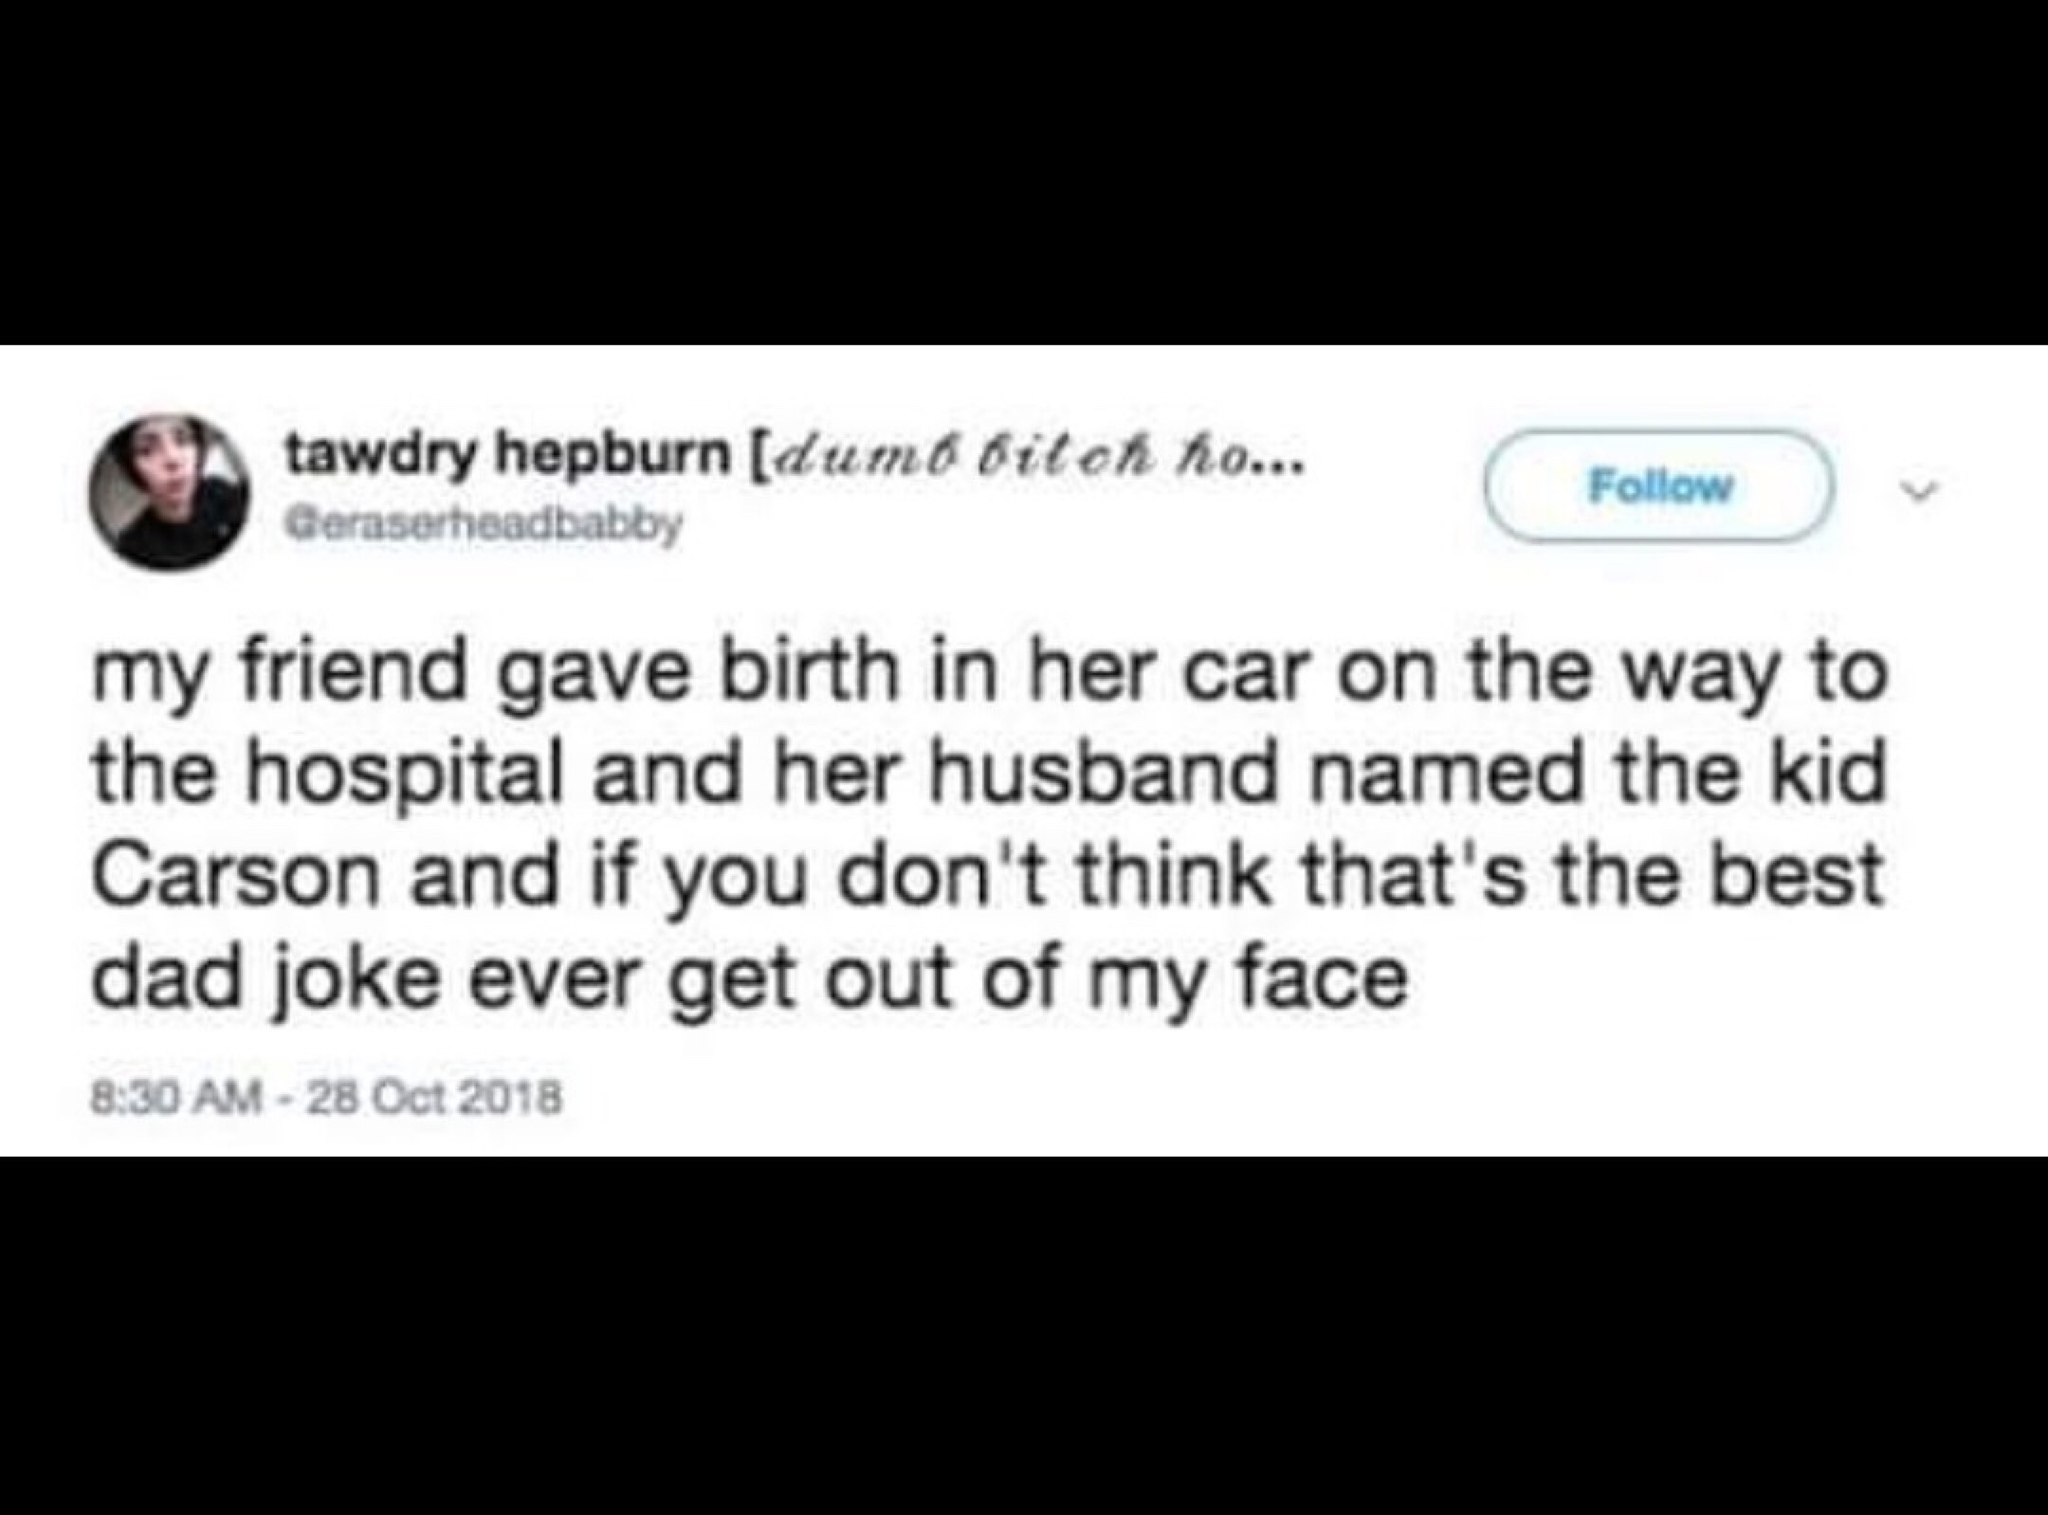 tawdry hepburn [𝒹𝓊𝓂𝒷 𝒷𝒾𝓉𝒸𝒽 𝒽𝑜...
@eraserheadbabby
Follow
my friend gave birth in her car on the way to
the hospital and her husband named the kid
Carson and if you don't think that's the best
dad joke ever get out of my face
8:30 AM - 28 Oct 2018